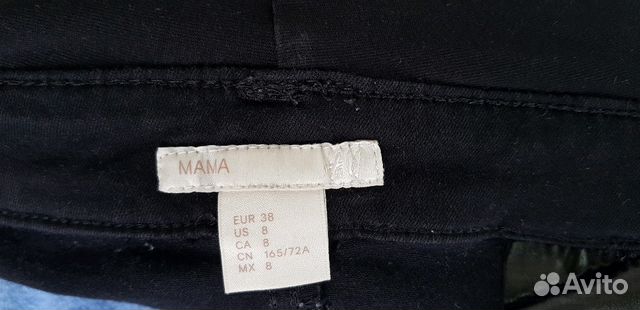 MAMA H&M
EUR 38
US 8
CA 8
CN 165/72A
MX 8
Avito